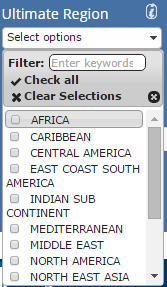 Ultimate Region
Select options
Filter: Enter keywords
Check all
Clear Selections
AFRICA
CARIBBEAN
CENTRAL AMERICA
EAST COAST SOUTH
AMERICA
INDIAN SUB
CONTINENT
MEDITERRANEAN
MIDDLE EAST
NORTH AMERICA
NORTH EAST ASIA